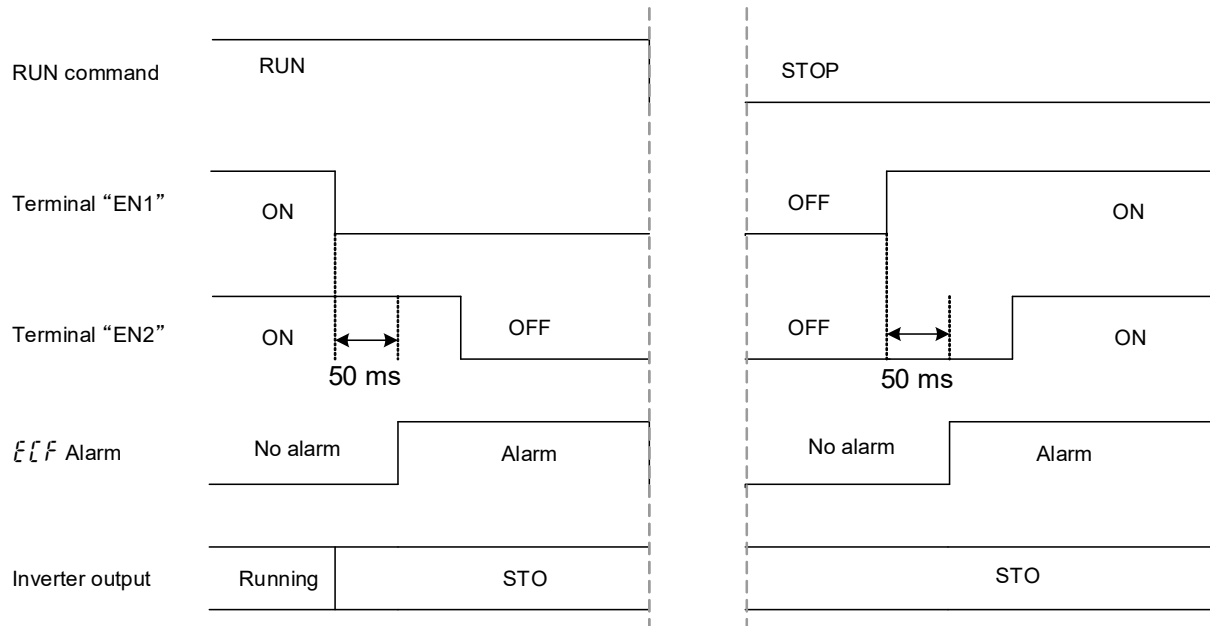 RUN command RUN STOP
Terminal “EN1” ON OFF ON
Terminal “EN2” ON OFF OFF ON
50 ms 50 ms
ECF Alarm No alarm Alarm No alarm Alarm
Inverter output Running STO STO